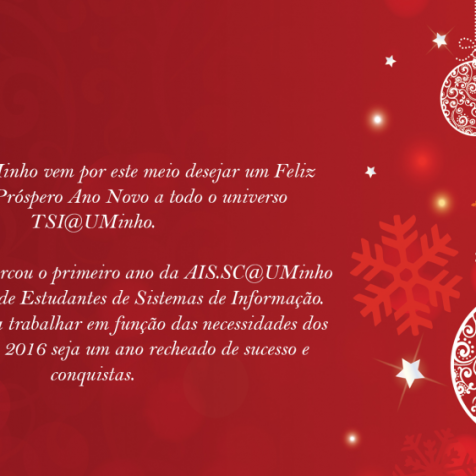 Minho vem por este meio desejar um Feliz
Próspero Ano Novo a todo o universo
TSI@UMinho.
rcou o primeiro ano da AIS.SC@UMinho
de Estudantes de Sistemas de Informação.
trabalhar em função das necessidades dos
2016 seja um ano recheado de sucesso e
conquistas.